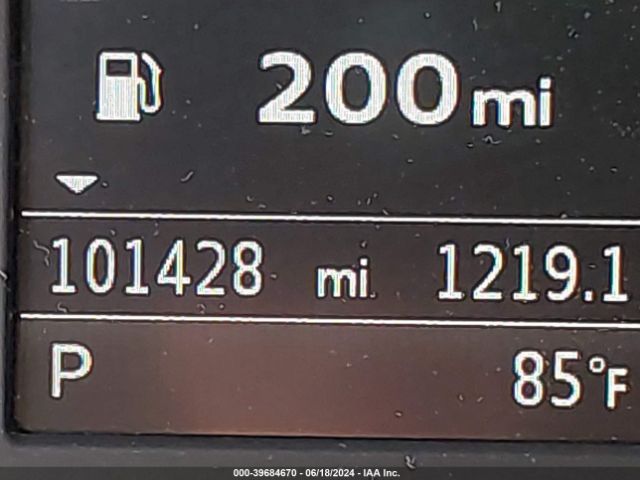 200 mi
101428 mi 1219.1
P 85°F
000-39684670 - 06/18/2024 - IAA Inc.